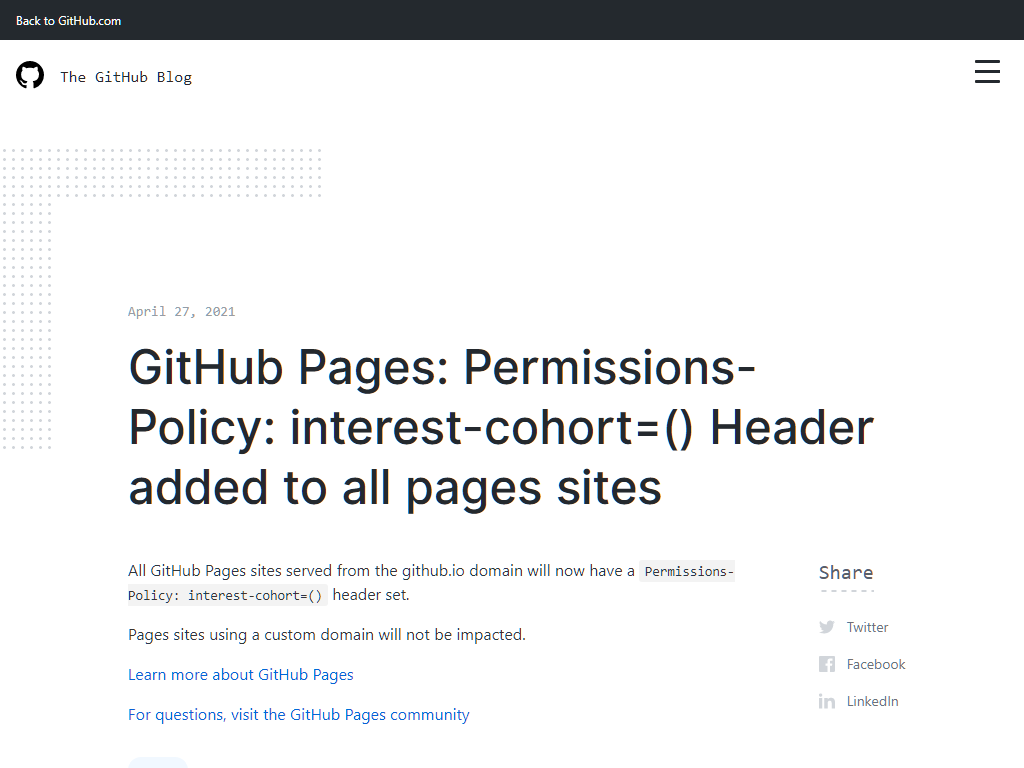 Back to GitHub.com
The GitHub Blog
April 27, 2021
GitHub Pages: Permissions-
Policy: interest-cohort=() Header
added to all pages sites
All GitHub Pages sites served from the github.io domain will now have a Permissions-
Policy: interest-cohort=() header set.
Pages sites using a custom domain will not be impacted.
Learn more about GitHub Pages
For questions, visit the GitHub Pages community
Share
Twitter
Facebook
LinkedIn